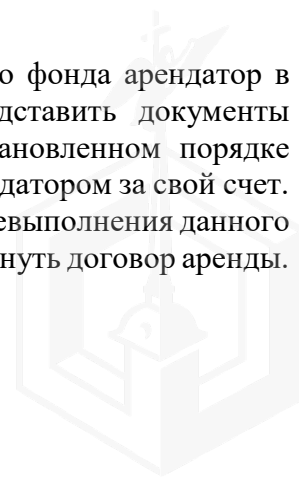 о фонда арендатор в
дставить документы
ановленном порядке
датором за свой счет.
евыполнения данного
нуть договор аренды.